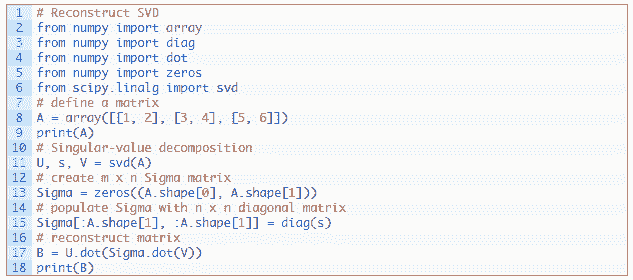 1 # Reconstruct SVD
2 from numpy import array
3 from numpy import diag
4 from numpy import dot
5 from numpy import zeros
6 from scipy.linalg import svd
7 # define a matrix
8 A = array([[1, 2], [3, 4], [5, 6]])
9 print(A)
10 # Singular-value decomposition
11 U, s, V = svd(A)
12 # create m x n Sigma matrix
13 Sigma = zeros((A.shape[0], A.shape[1]))
14 # populate Sigma with n x n diagonal matrix
15 Sigma[:A.shape[1], :A.shape[1]] = diag(s)
16 # reconstruct matrix
17 B = U.dot(Sigma.dot(V))
18 print(B)